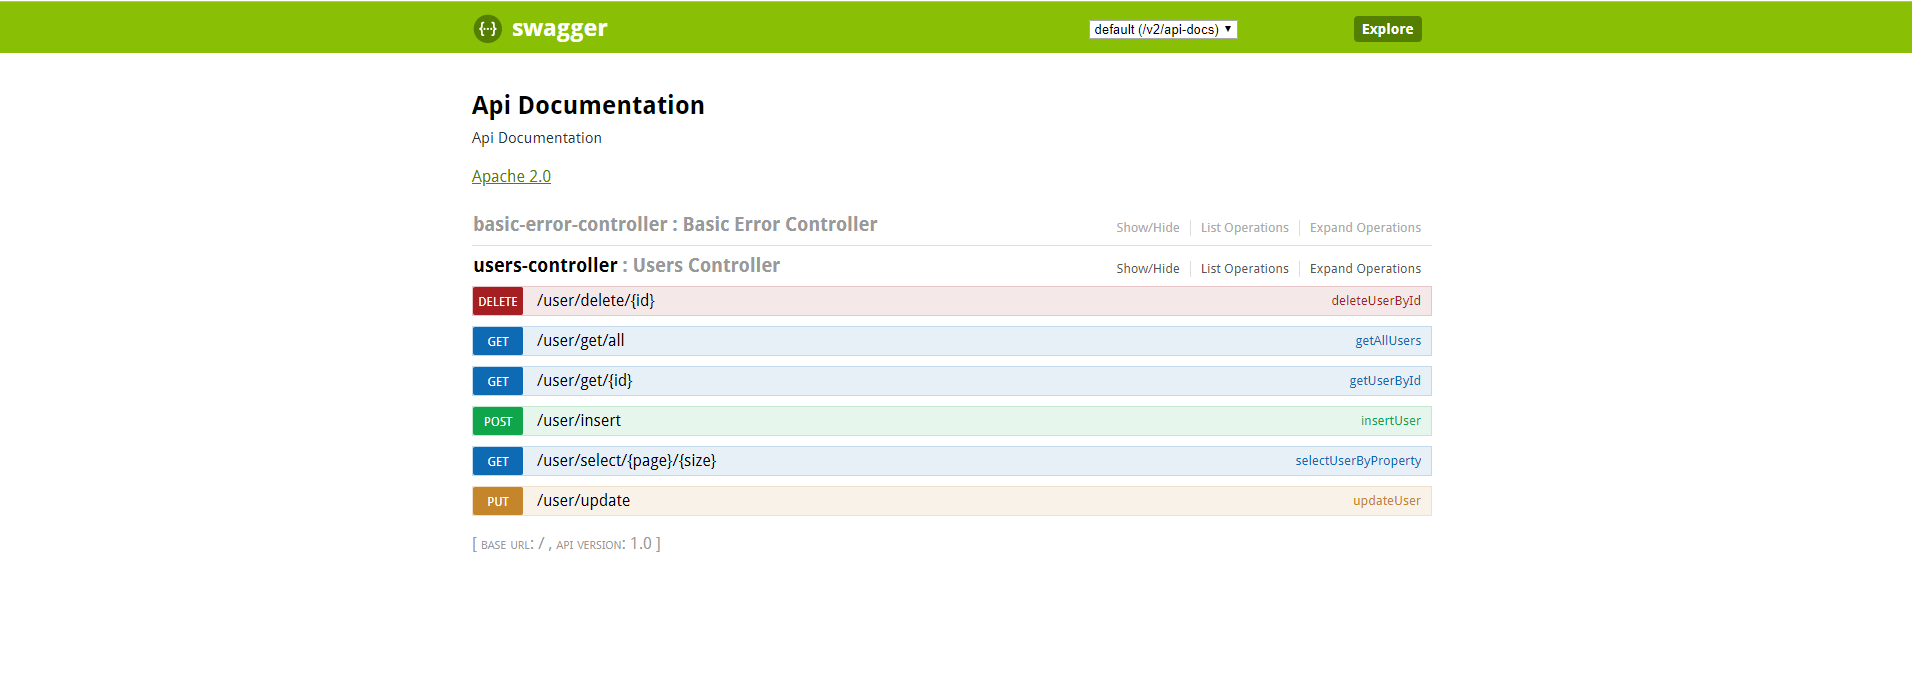 {···} swagger default (/v2/api-docs) Explore
Api Documentation
Api Documentation
Apache 2.0
basic-error-controller : Basic Error Controller Show/Hide List Operations Expand Operations
users-controller : Users Controller Show/Hide List Operations Expand Operations
DELETE /user/delete/{id} deleteUserById
GET /user/get/all getAllUsers
GET /user/get/{id} getUserById
POST /user/insert insertUser
GET /user/select/{page}/{size} selectUserByProperty
PUT /user/update updateUser
[ BASE URL: / , API VERSION: 1.0 ]